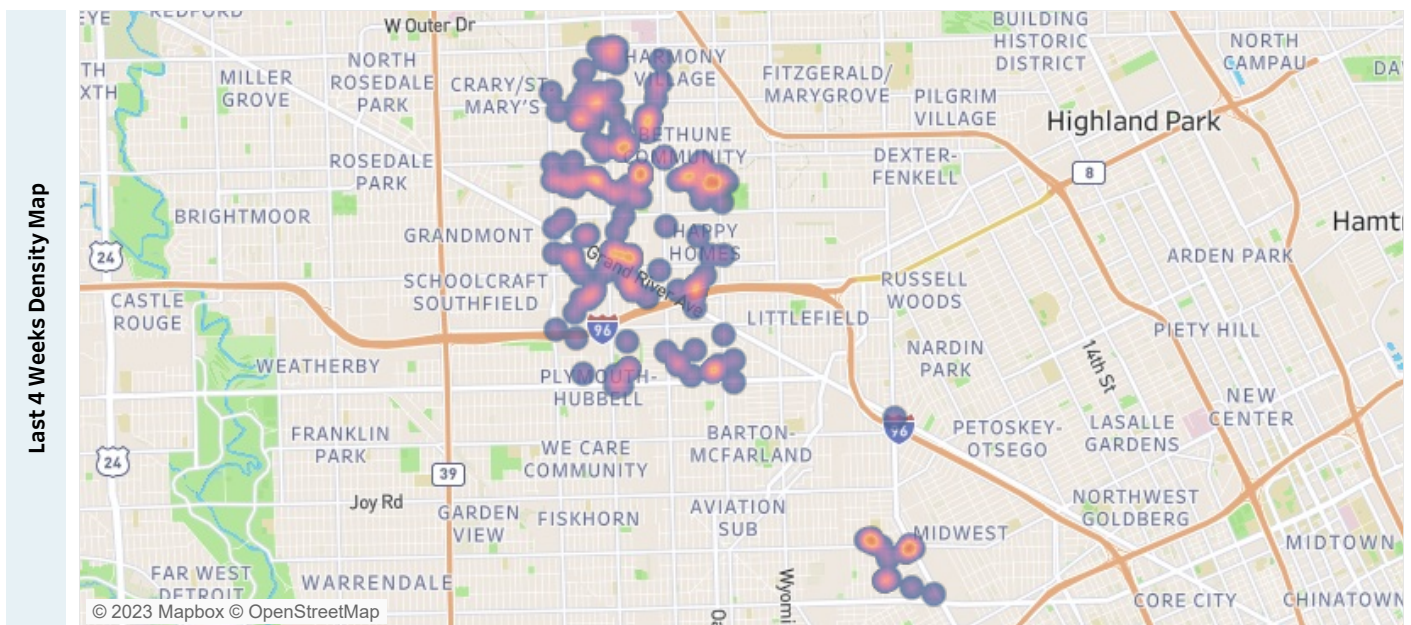 Last 4 Weeks Density Map
REDFORD
W Outer Dr
BUILDING
HISTORIC
DISTRICT
NORTH
CAMPAU
NORTH
ROSEDALE
PARK
HARMONY
VILLAGE
MILLER
GROVE
CRARY/ST
MARY'S
FITZGERALD/
MARYGROVE
PILGRIM
VILLAGE
Highland Park
BETHUNE
COMMUNITY
ROSEDALE
PARK
DEXTER-
FENKELL
8
BRIGHTMOOR
GRANDMONT
HAPPY
HOMES
24
Grand River Ave
ARDEN PARK
SCHOOLCRAFT
SOUTHFIELD
RUSSELL
WOODS
CASTLE
ROUGE
96
LITTLEFIELD
PIETY HILL
NARDIN
PARK
14th St
WEATHERBY
PLYMOUTH-
HUBBELL
NEW
CENTER
FRANKLIN
PARK
WE CARE
COMMUNITY
BARTON-
MCFARLAND
96
PETOSKEY-
OTSEGO
LASALLE
GARDENS
24
39
Joy Rd
GARDEN
VIEW
FISKHORN
AVIATION
SUB
NORTHWEST
GOLDBERG
MIDWEST
MIDTOWN
FAR WEST
DETROIT
WARRENDALE
CORE CITY
CHINATOWN
© 2023 Mapbox © OpenStreetMap